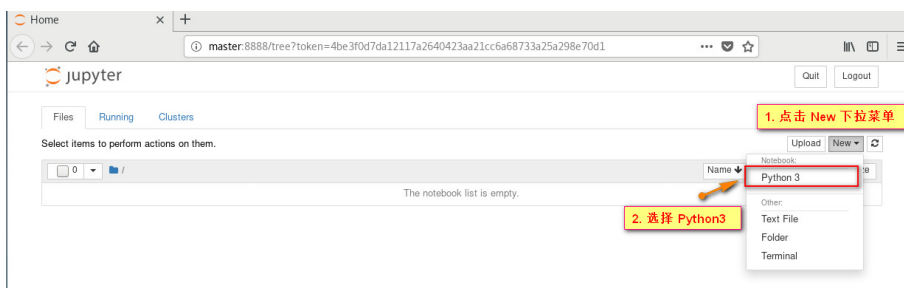 Home
master:8888/tree?token=4be3f0d7da12117a2640423aa21cc6a68733a25a298e70d1
jupyter
Quit Logout
Files Running Clusters
1. 点击 New 下拉菜单
Select items to perform actions on them.
Upload New
0 /
Name
Notebook:
Python 3
The notebook list is empty.
2. 选择 Python3
Other:
Text File
Folder
Terminal